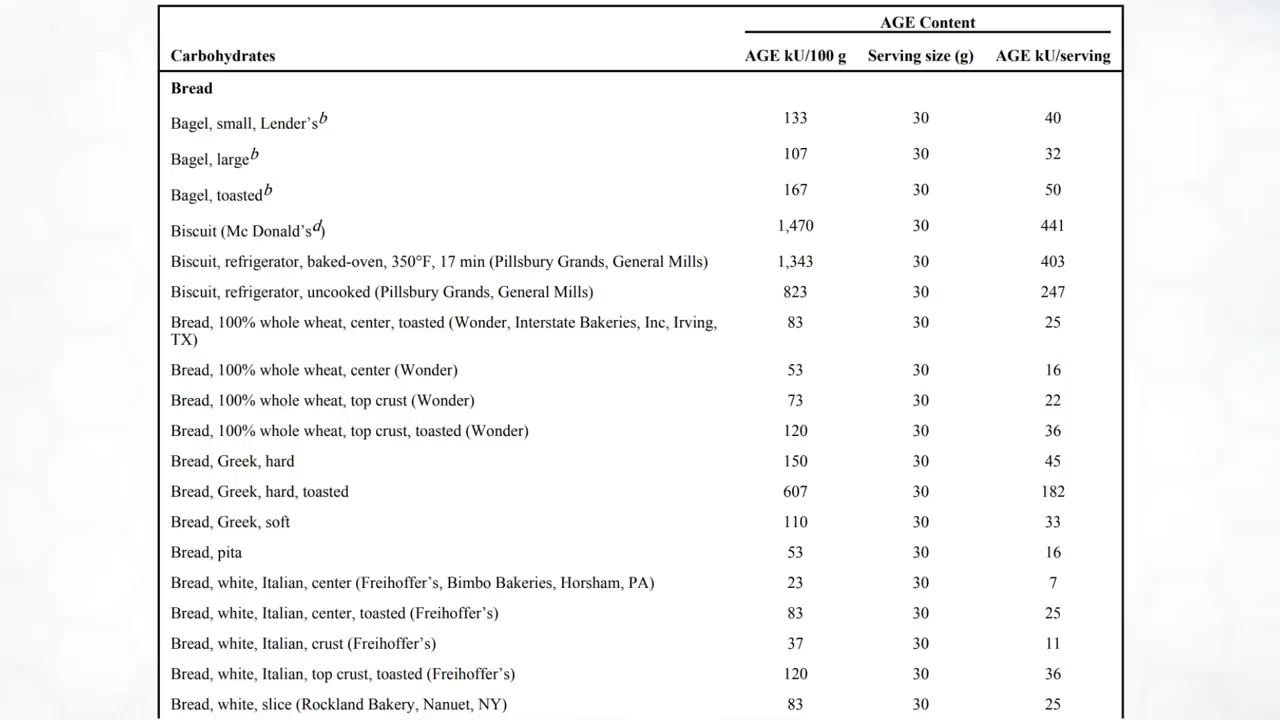 AGE Content
Carbohydrates AGE kU/100 g Serving size (g) AGE kU/serving
Bread
Bagel, small, Lender's b 133 30 40
Bagel, large b 107 30 32
Bagel, toasted b 167 30 50
Biscuit (Mc Donald's d) 1,470 30 441
Biscuit, refrigerator, baked-oven, 350°F, 17 min (Pillsbury Grands, General Mills) 1,343 30 403
Biscuit, refrigerator, uncooked (Pillsbury Grands, General Mills) 823 30 247
Bread, 100% whole wheat, center, toasted (Wonder, Interstate Bakeries, Inc, Irving, 83 30 25
TX)
Bread, 100% whole wheat, center (Wonder) 53 30 16
Bread, 100% whole wheat, top crust (Wonder) 73 30 22
Bread, 100% whole wheat, top crust, toasted (Wonder) 120 30 36
Bread, Greek, hard 150 30 45
Bread, Greek, hard, toasted 607 30 182
Bread, Greek, soft 110 30 33
Bread, pita 53 30 16
Bread, white, Italian, center (Freihoffer's, Bimbo Bakeries, Horsham, PA) 23 30 7
Bread, white, Italian, center, toasted (Freihoffer's) 83 30 25
Bread, white, Italian, crust (Freihoffer's) 37 30 11
Bread, white, Italian, top crust, toasted (Freihoffer's) 120 30 36
Bread, white, slice (Rockland Bakery, Nanuet, NY) 83 30 25